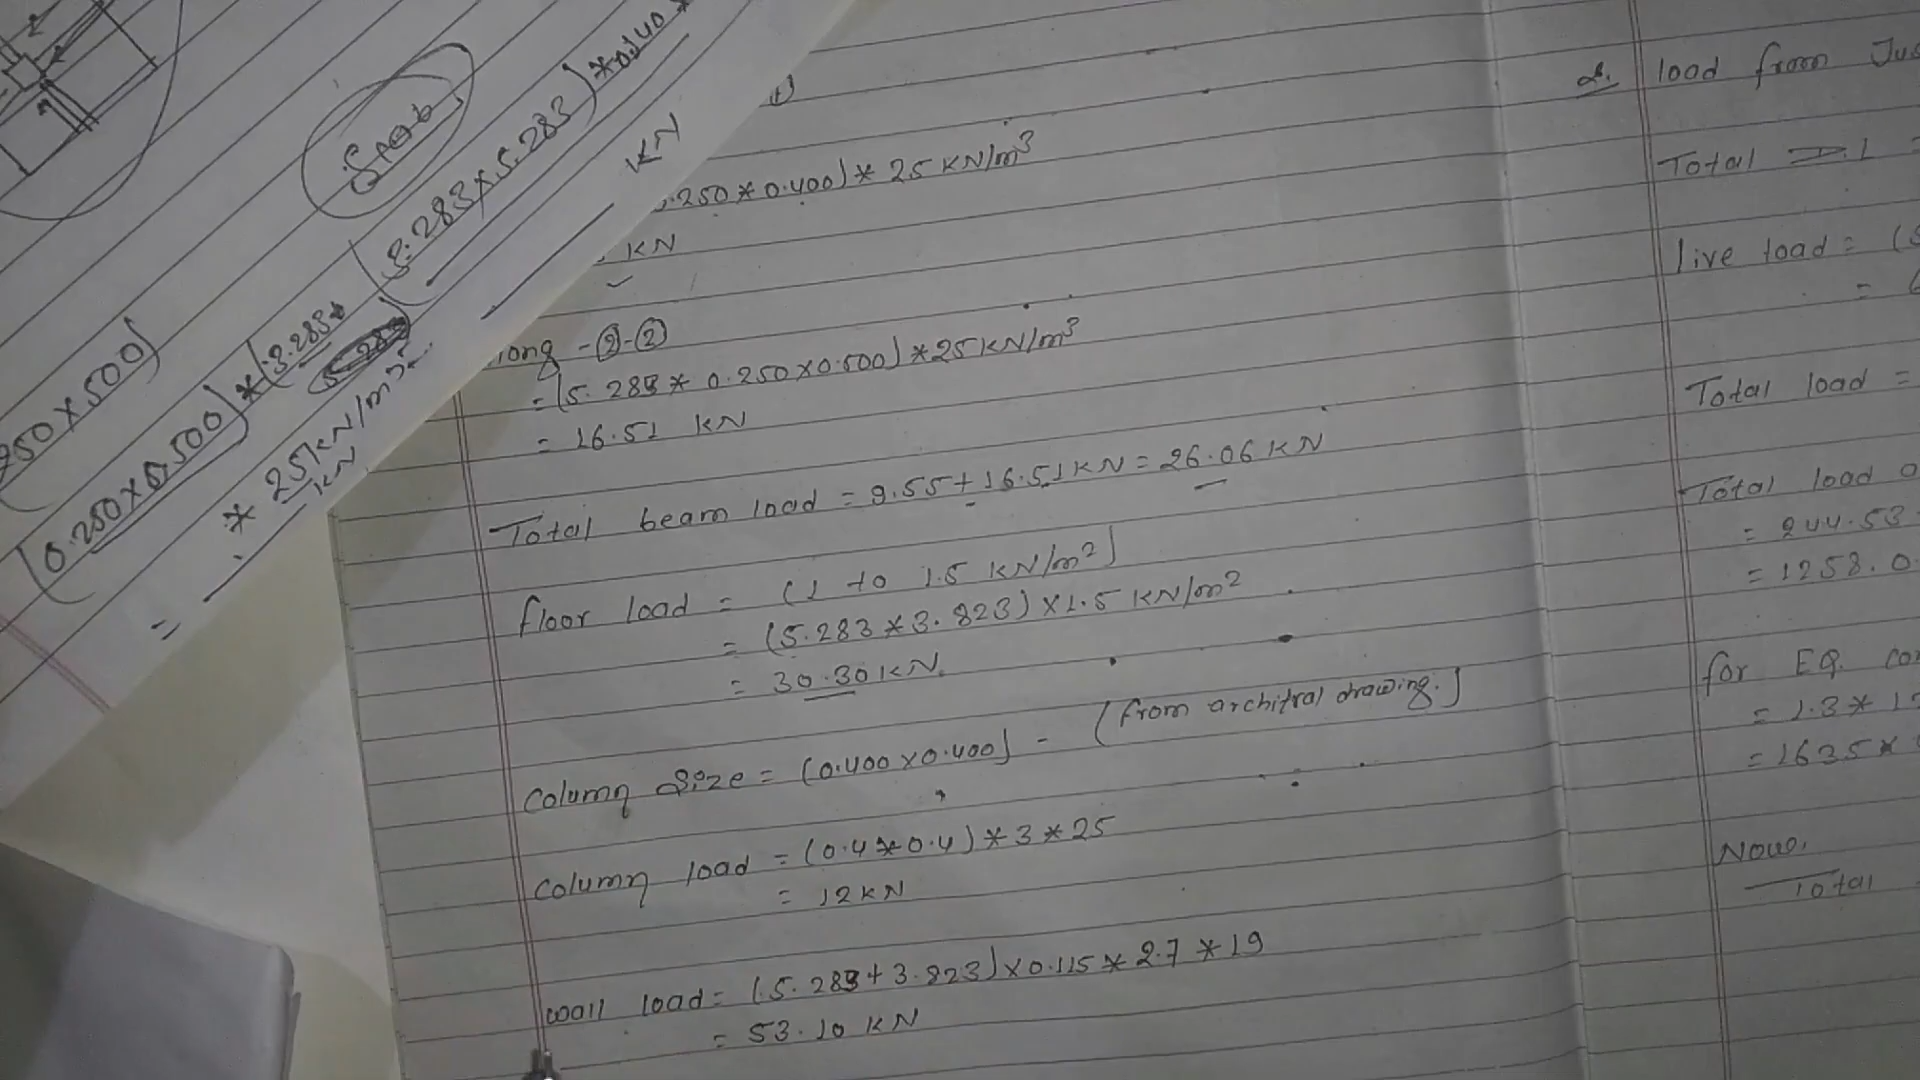 250 x 500)
(0.250 x 0.500) * (3.283
* 25 KN/m3
= KN
Spab
(5.283 x 5.283) * 0.140 *
KN
.250 * 0.400) * 25 KN/m3
KN
long - 2-2
= (5.283 * 0.250 x 0.500) * 25 KN/m3
= 16.51 KN
Total beam load = 9.55 + 16.51 KN = 26.06 KN
floor load = (1 to 1.5 KN/m2)
= (5.283 * 3.823) x 1.5 KN/m2
= 30.30 KN.
column Size = (0.400 x 0.400) - (from architral drawing.)
column load = (0.4 * 0.4) * 3 * 25
= 12 KN
wall load = (5.283 + 3.823) x 0.115 * 2.7 * 19
= 53.10 KN
2. load from
Total D.L =
live load = (
=
Total load =
Total load
= 244.53
= 1258.0
for EQ.
= 1.3 *
= 1635 x
Now,
Total